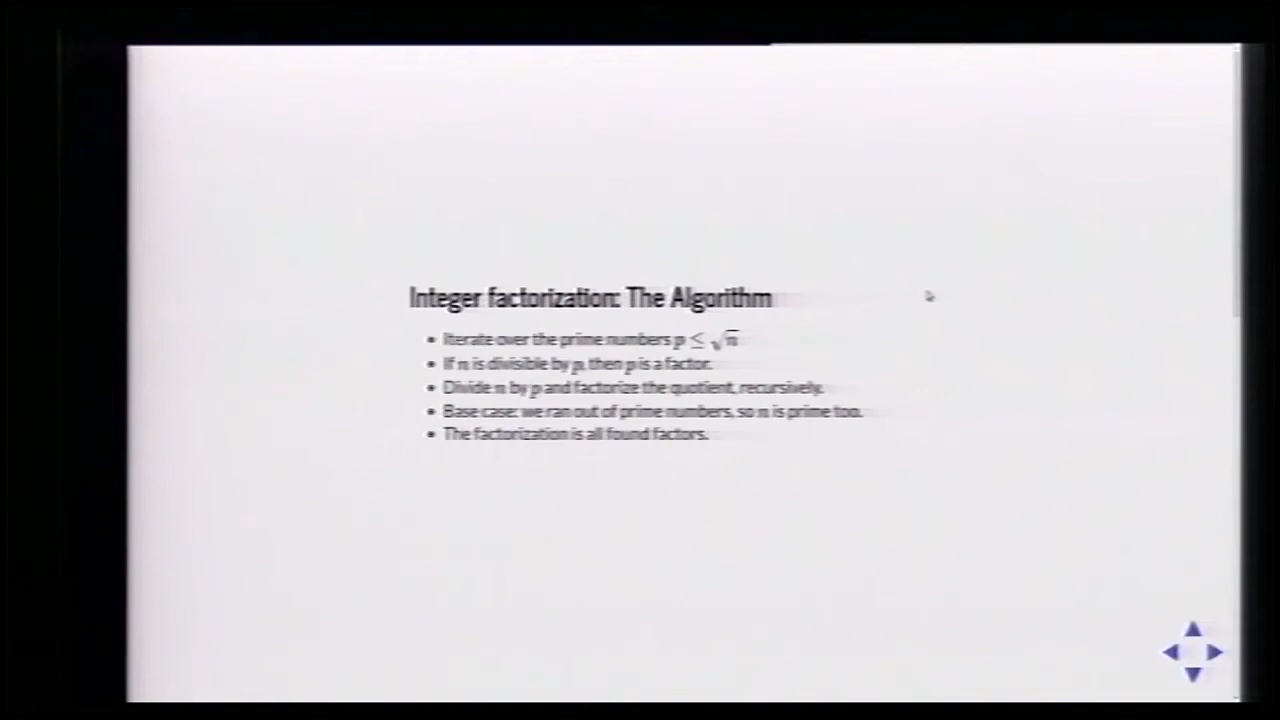 Integer factorization: The Algorithm
• Iterate over the prime numbers p ≤ √n
• If n is divisible by p, then p is a factor.
• Divide n by p and factorize the quotient, recursively.
• Base case: we ran out of prime numbers, so n is prime too.
• The factorization is all found factors.